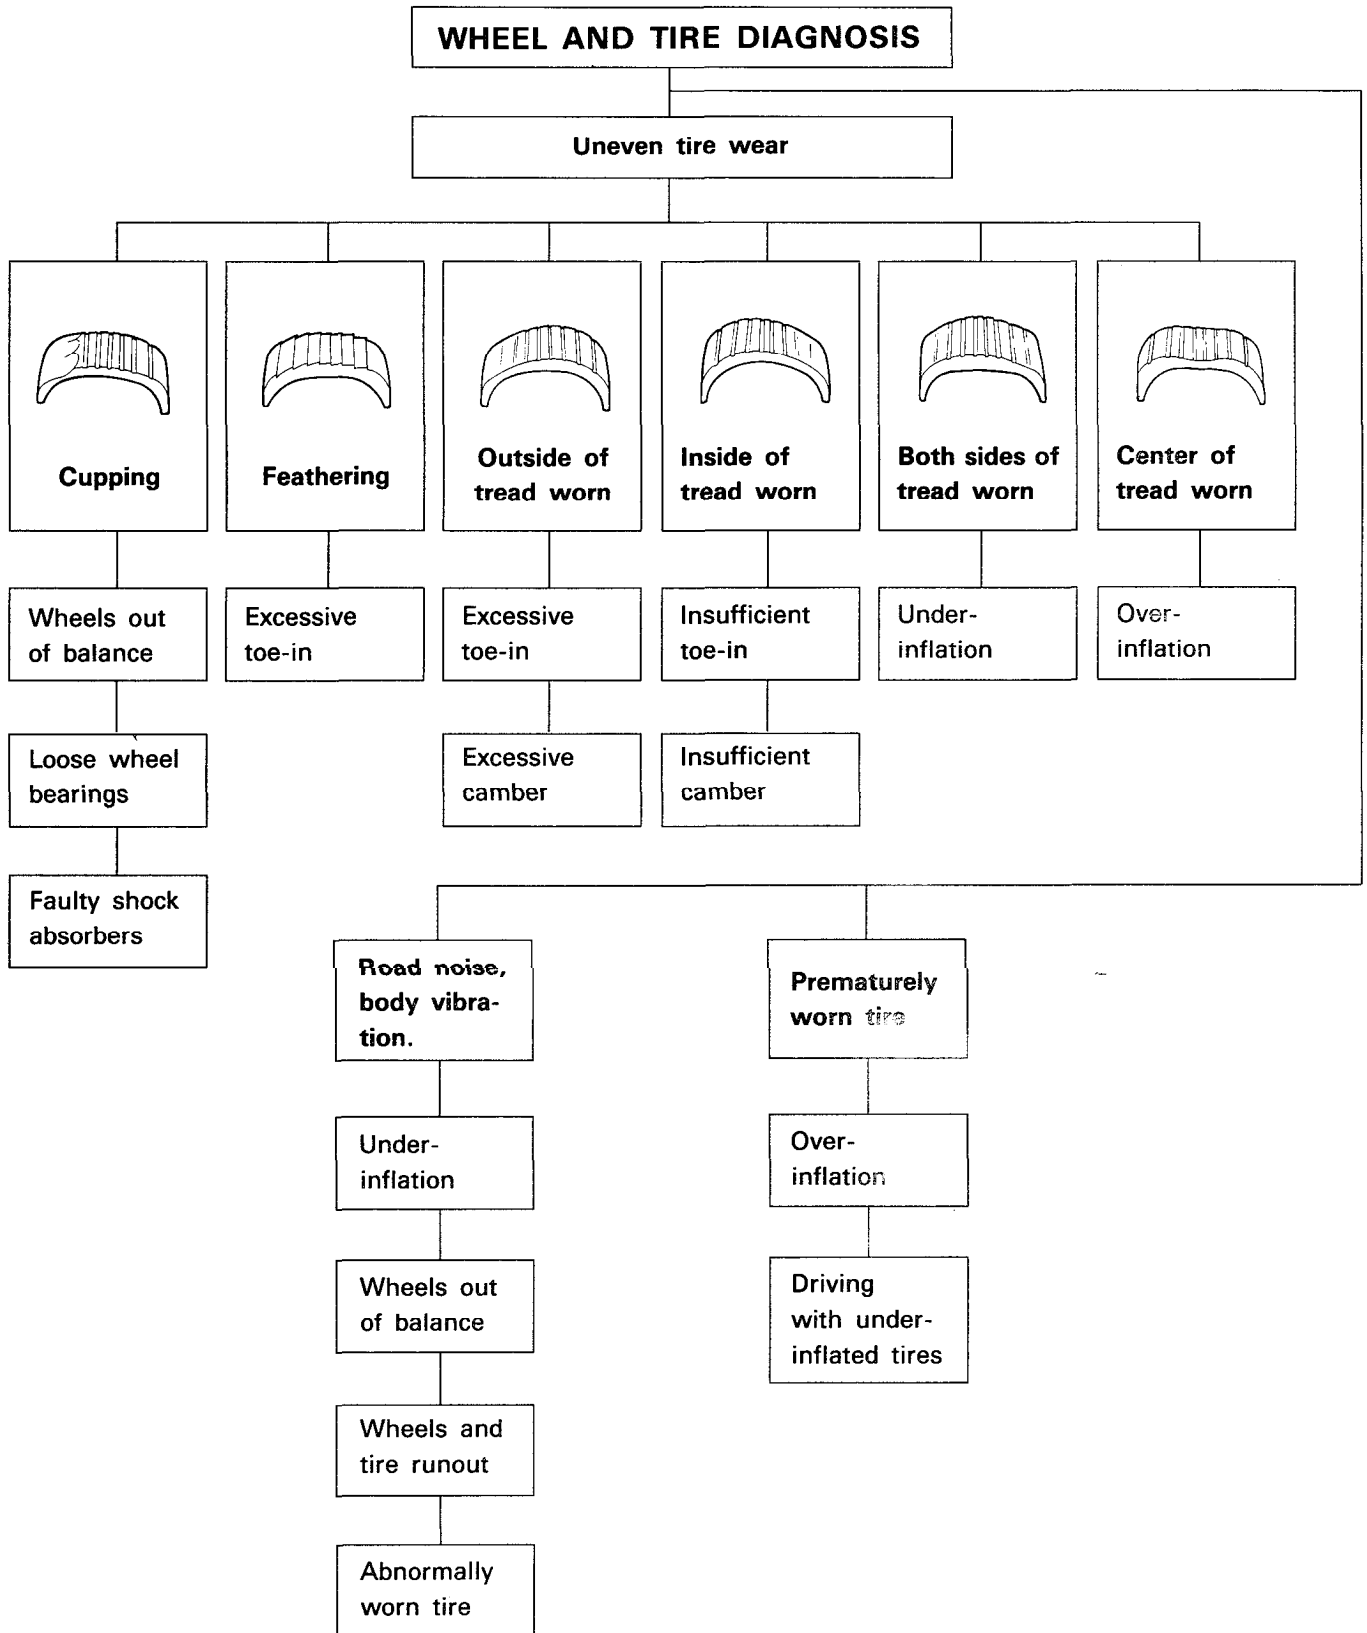 WHEEL AND TIRE DIAGNOSIS
Uneven tire wear
Cupping
Feathering
Outside of
tread worn
Inside of
tread worn
Both sides of
tread worn
Center of
tread worn
Wheels out
of balance
Excessive
toe-in
Excessive
toe-in
Insufficient
toe-in
Under-
inflation
Over-
inflation
Loose wheel
bearings
Excessive
camber
Insufficient
camber
Faulty shock
absorbers
Road noise,
body vibra-
tion.
Prematurely
worn tire
Under-
inflation
Over-
inflation
Wheels out
of balance
Driving
with under-
inflated tires
Wheels and
tire runout
Abnormally
worn tire